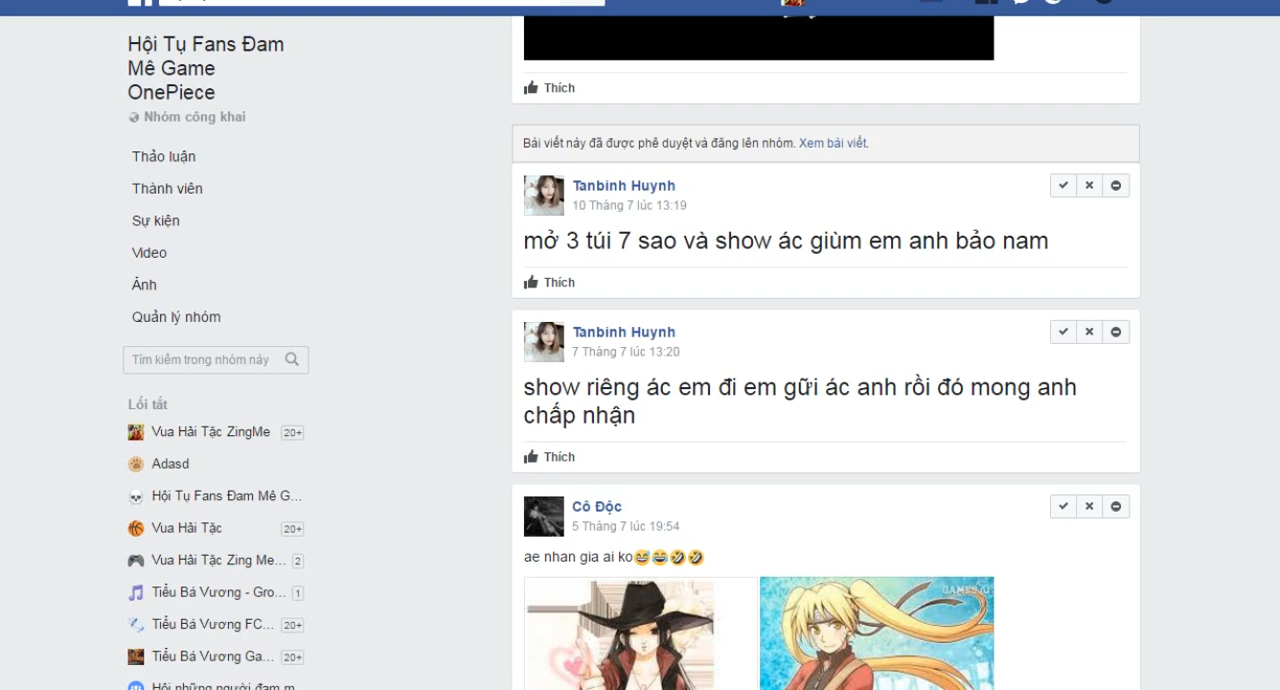 Hội Tụ Fans Đam
Mê Game
OnePiece
Nhóm công khai
Thảo luận
Thành viên
Sự kiện
Video
Ảnh
Quản lý nhóm
Tìm kiếm trong nhóm này
Lối tắt
Vua Hải Tặc ZingMe 20+
Adasd
Hội Tụ Fans Đam Mê G...
Vua Hải Tặc 20+
Vua Hải Tặc Zing Me... 2
Tiểu Bá Vương - Gro... 1
Tiểu Bá Vương FC... 20+
Tiểu Bá Vương Ga... 20+
Hội những người đam m
Thích
Bài viết này đã được phê duyệt và đăng lên nhóm. Xem bài viết.
Tanbinh Huynh
10 Tháng 7 lúc 13:19
mở 3 túi 7 sao và show ác giùm em anh bảo nam
Thích
Tanbinh Huynh
7 Tháng 7 lúc 13:20
show riêng ác em đi em gữi ác anh rồi đó mong anh
chấp nhận
Thích
Cô Độc
5 Tháng 7 lúc 19:54
ae nhan gia ai ko😅😂🤣🤣